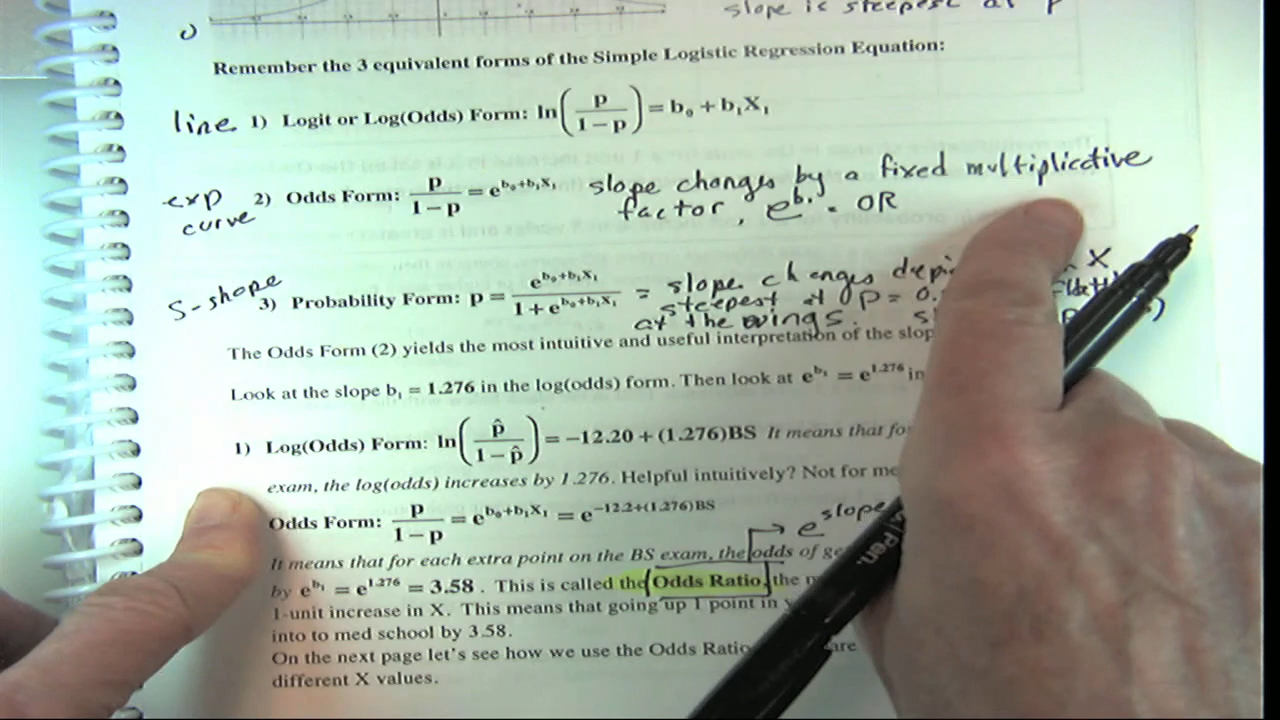 slope is steepest at P
Remember the 3 equivalent forms of the Simple Logistic Regression Equation:
line 1) Logit or Log(Odds) Form: ln(p/(1−p)) = b₀ + b₁X₁
exp curve 2) Odds Form: p/(1−p) = e^(b₀+b₁X₁) slope changes by a fixed multiplictive
factor, e^b₁ = OR
S-shope 3) Probability Form: p = e^(b₀+b₁X₁)/(1+e^(b₀+b₁X₁)) = slope changes X
steepest at P = 0.
at the wings.
The Odds Form (2) yields the most intuitive and useful interpretation of the slop
Look at the slope b₁ = 1.276 in the log(odds) form. Then look at e^b₁ = e^1.276 in
1) Log(Odds) Form: ln(p̂/(1−p̂)) = −12.20 + (1.276)BS It means that fo
exam, the log(odds) increases by 1.276. Helpful intuitively? Not for me
Odds Form: p/(1−p) = e^(b₀+b₁X₁) = e^(−12.2+(1.276)BS)
e^slope
It means that for each extra point on the BS exam, the odds of ge
by e^b₁ = e^1.276 = 3.58 . This is called the Odds Ratio, the
1-unit increase in X. This means that going up 1 point in
into to med school by 3.58.
On the next page let's see how we use the Odds Ratio are
different X values.
Pen.